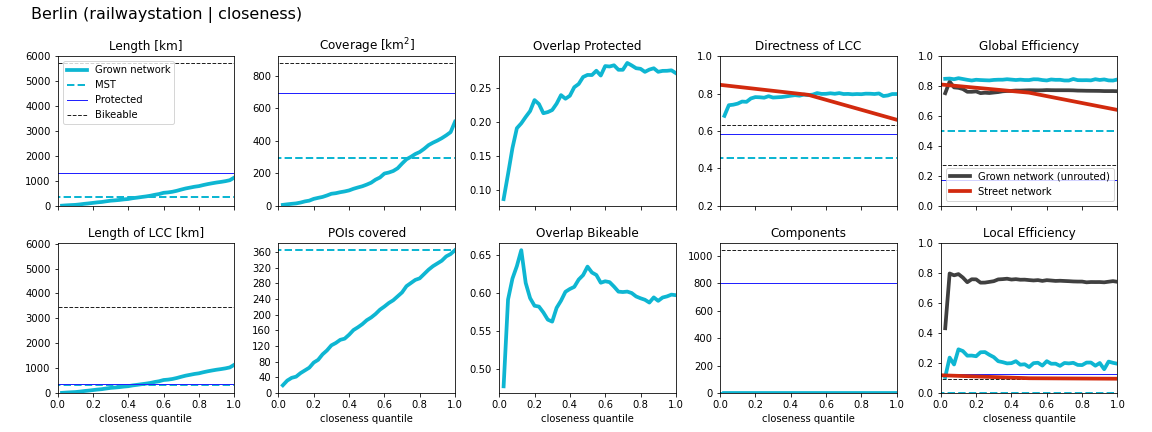 Berlin (railwaystation | closeness)
Length [km]
6000
5000
4000
3000
2000
1000
0
Grown network
MST
Protected
Bikeable
Coverage [km²]
800
600
400
200
0
Overlap Protected
0.25
0.20
0.15
0.10
Directness of LCC
1.0
0.8
0.6
0.4
0.2
Global Efficiency
1.0
0.8
0.6
0.4
0.2
0.0
Grown network (unrouted)
Street network
Length of LCC [km]
6000
5000
4000
3000
2000
1000
0
0.0 0.2 0.4 0.6 0.8 1.0
closeness quantile
POIs covered
360
320
280
240
200
160
120
80
40
0
0.0 0.2 0.4 0.6 0.8 1.0
closeness quantile
Overlap Bikeable
0.65
0.60
0.55
0.50
0.0 0.2 0.4 0.6 0.8 1.0
closeness quantile
Components
1000
800
600
400
200
0
0.0 0.2 0.4 0.6 0.8 1.0
closeness quantile
Local Efficiency
1.0
0.8
0.6
0.4
0.2
0.0
0.0 0.2 0.4 0.6 0.8 1.0
closeness quantile